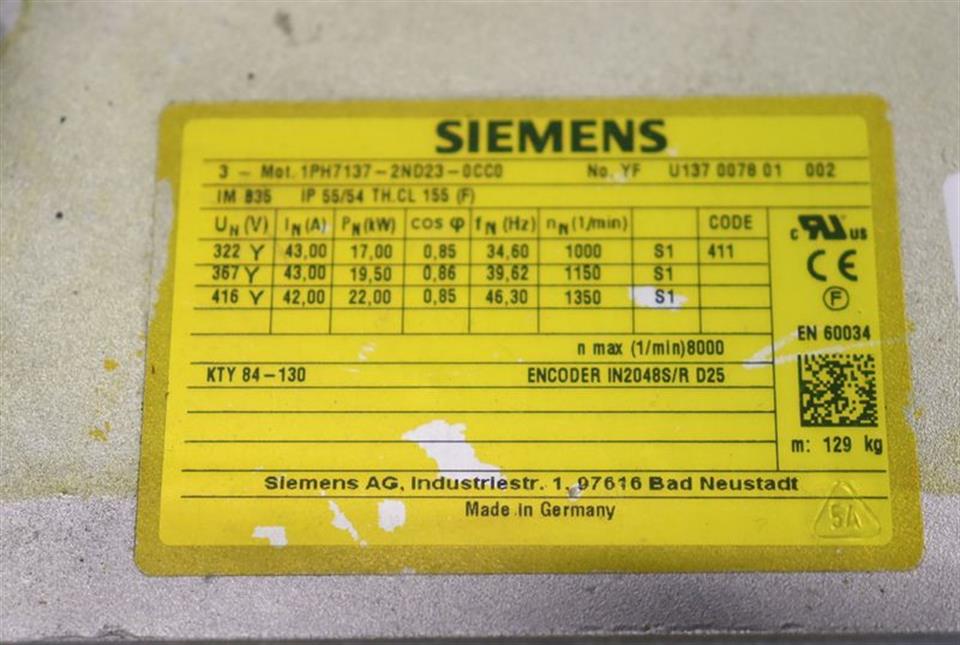 SIEMENS
3 ~ Mot. 1PH7137-2ND23-0CC0 No. YF U137 0078 01 002
IM B35 IP 55/54 TH.CL 155 (F)
UN (V) IN (A) PN (kW) cos φ fN (Hz) nN (1/min) CODE
322 Y 43,00 17,00 0,85 34,60 1000 S1 411
367 Y 43,00 19,50 0,86 39,62 1150 S1
416 Y 42,00 22,00 0,85 46,30 1350 S1
c RU US
CE
F
EN 60034
n max (1/min)8000
KTY 84-130 ENCODER IN2048S/R D25
m: 129 kg
Siemens AG, Industriestr. 1, 97616 Bad Neustadt
Made in Germany
5A